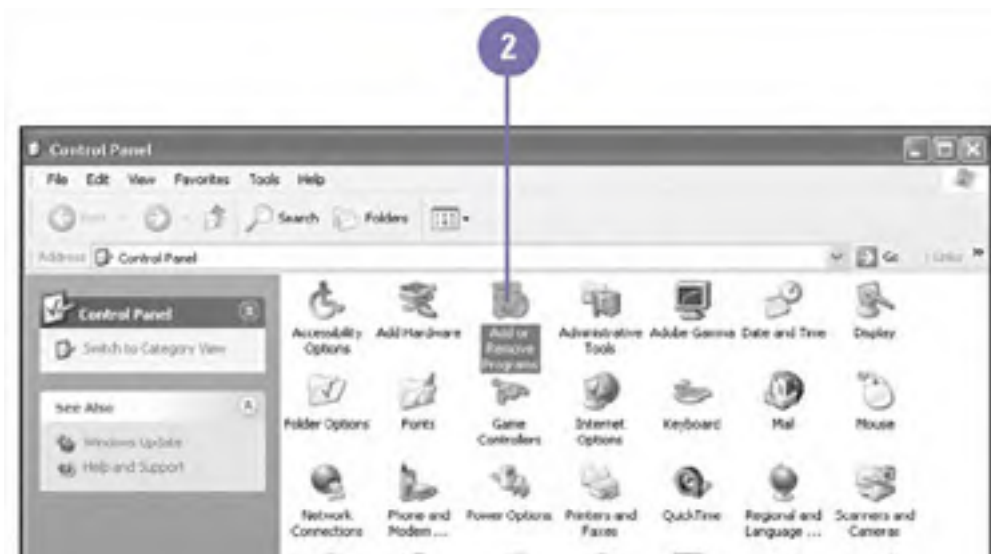 2
Control Panel
File Edit View Favorites Tools Help
Back Search Folders
Address Control Panel Go Links »
Control Panel
Switch to Category View
See Also
Windows Update
Help and Support
Accessibility Options
Add Hardware
Add or Remove Programs
Administrative Tools
Adobe Gamma
Date and Time
Display
Folder Options
Fonts
Game Controllers
Internet Options
Keyboard
Mail
Mouse
Network Connections
Phone and Modem ...
Power Options
Printers and Faxes
QuickTime
Regional and Language ...
Scanners and Cameras